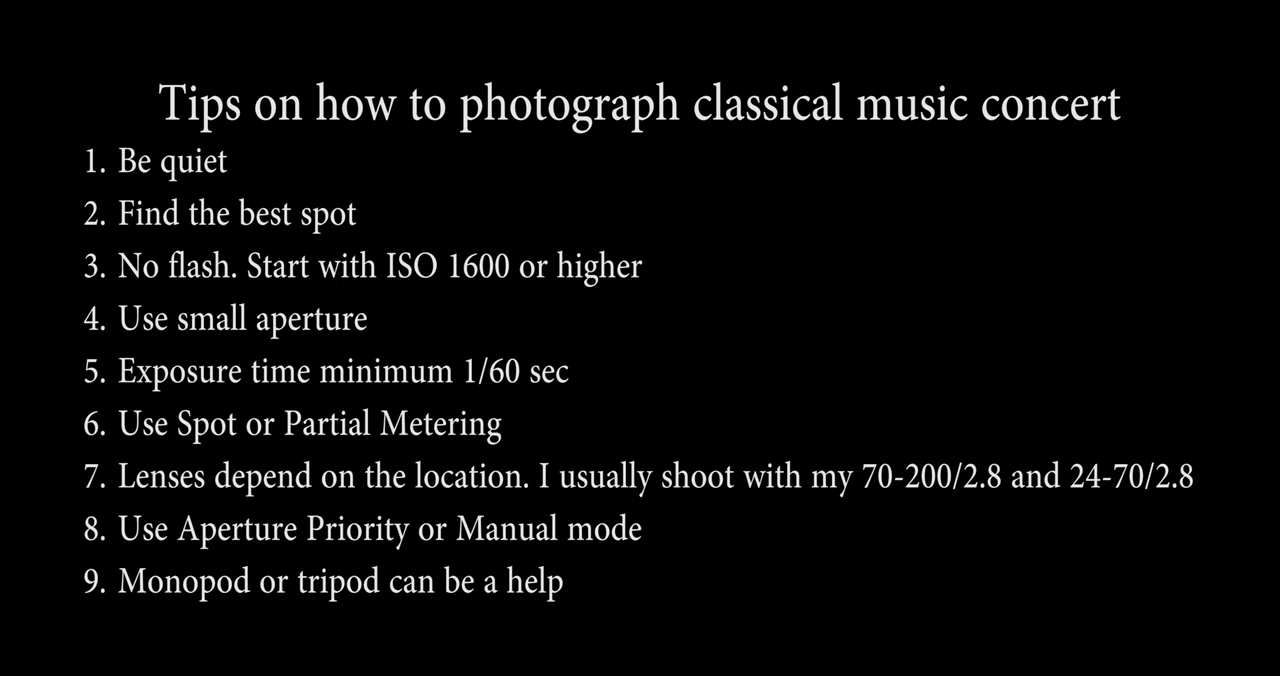 Tips on how to photograph classical music concert
1. Be quiet
2. Find the best spot
3. No flash. Start with ISO 1600 or higher
4. Use small aperture
5. Exposure time minimum 1/60 sec
6. Use Spot or Partial Metering
7. Lenses depend on the location. I usually shoot with my 70-200/2.8 and 24-70/2.8
8. Use Aperture Priority or Manual mode
9. Monopod or tripod can be a help